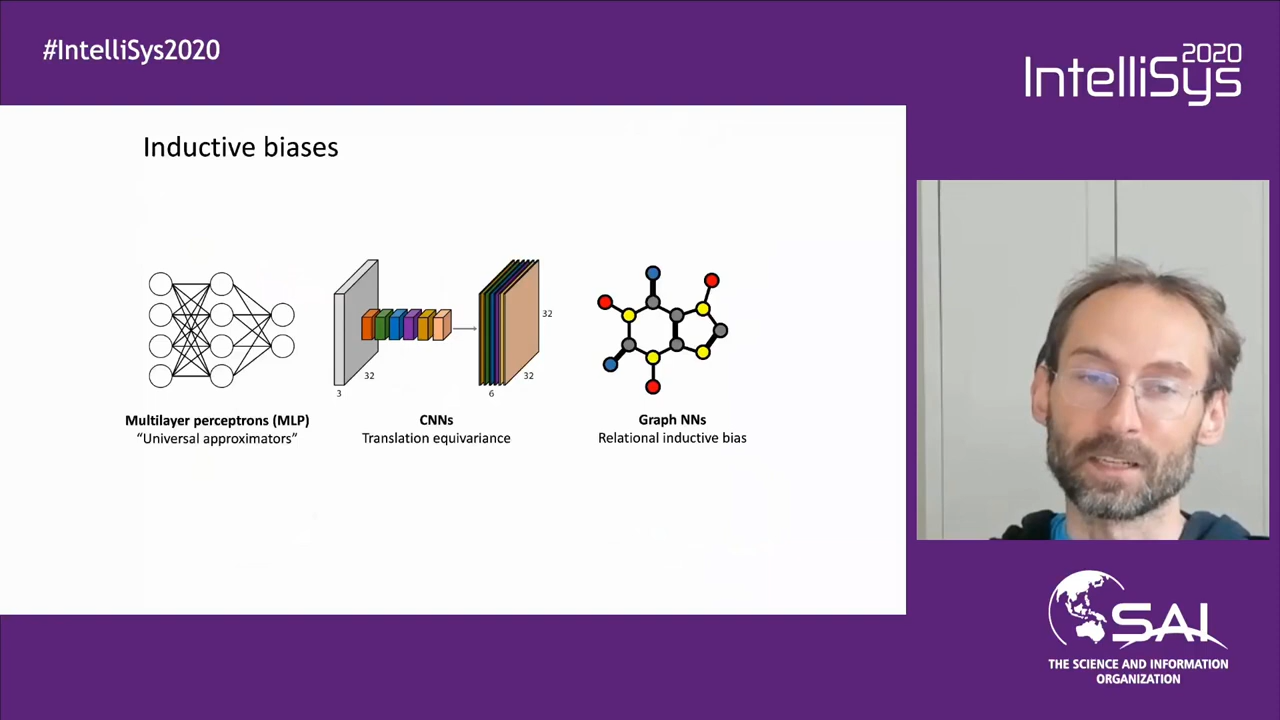 #IntelliSys2020
IntelliSys 2020
Inductive biases
32
32
3
32
6
Multilayer perceptrons (MLP)
"Universal approximators"
CNNs
Translation equivariance
Graph NNs
Relational inductive bias
SAI
THE SCIENCE AND INFORMATION
ORGANIZATION